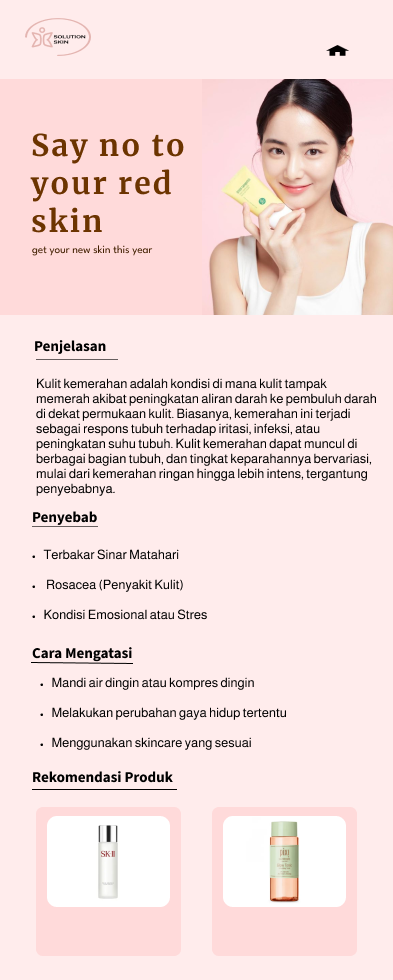 SOLUTION
SKIN
Say no to
your red
skin
get your new skin this year
Penjelasan
Kulit kemerahan adalah kondisi di mana kulit tampak
memerah akibat peningkatan aliran darah ke pembuluh darah
di dekat permukaan kulit. Biasanya, kemerahan ini terjadi
sebagai respons tubuh terhadap iritasi, infeksi, atau
peningkatan suhu tubuh. Kulit kemerahan dapat muncul di
berbagai bagian tubuh, dan tingkat keparahannya bervariasi,
mulai dari kemerahan ringan hingga lebih intens, tergantung
penyebabnya.
Penyebab
• Terbakar Sinar Matahari
• Rosacea (Penyakit Kulit)
• Kondisi Emosional atau Stres
Cara Mengatasi
• Mandi air dingin atau kompres dingin
• Melakukan perubahan gaya hidup tertentu
• Menggunakan skincare yang sesuai
Rekomendasi Produk
SK-II
pixi